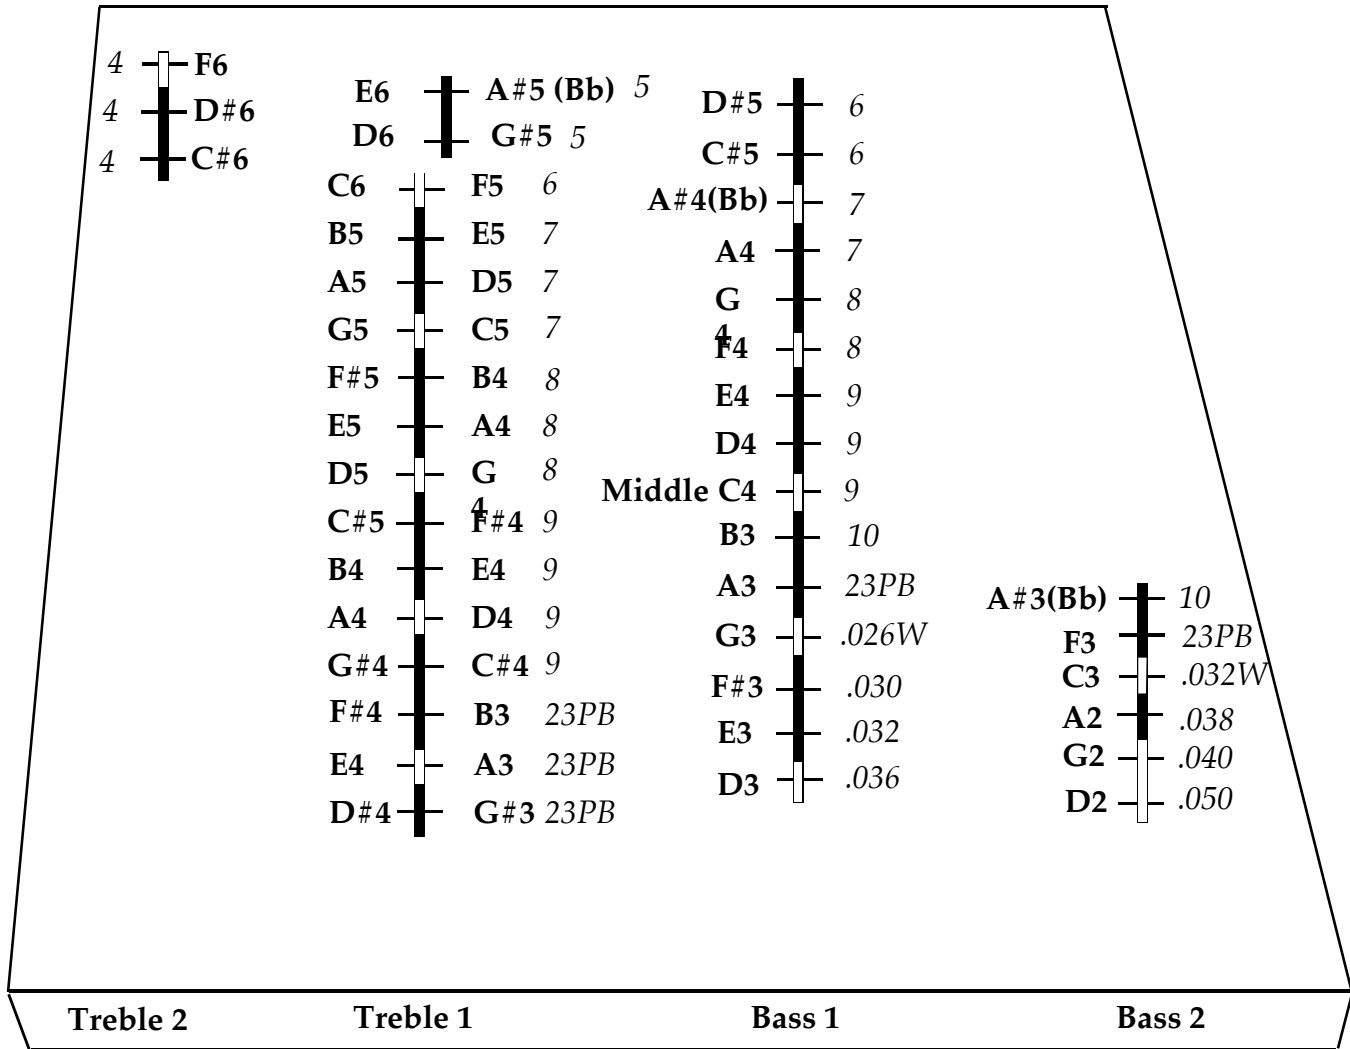 4 F6
4 D#6
4 C#6
E6 A#5 (Bb) 5
D6 G#5 5
C6 F5 6
B5 E5 7
A5 D5 7
G5 C5 7
F#5 B4 8
E5 A4 8
D5 G 8
4
C#5 F#4 9
B4 E4 9
A4 D4 9
G#4 C#4 9
F#4 B3 23PB
E4 A3 23PB
D#4 G#3 23PB
D#5 6
C#5 6
A#4(Bb) 7
A4 7
G 8
4
F4 8
E4 9
D4 9
Middle C4 9
B3 10
A3 23PB
G3 .026W
F#3 .030
E3 .032
D3 .036
A#3(Bb) 10
F3 23PB
C3 .032W
A2 .038
G2 .040
D2 .050
Treble 2 Treble 1 Bass 1 Bass 2